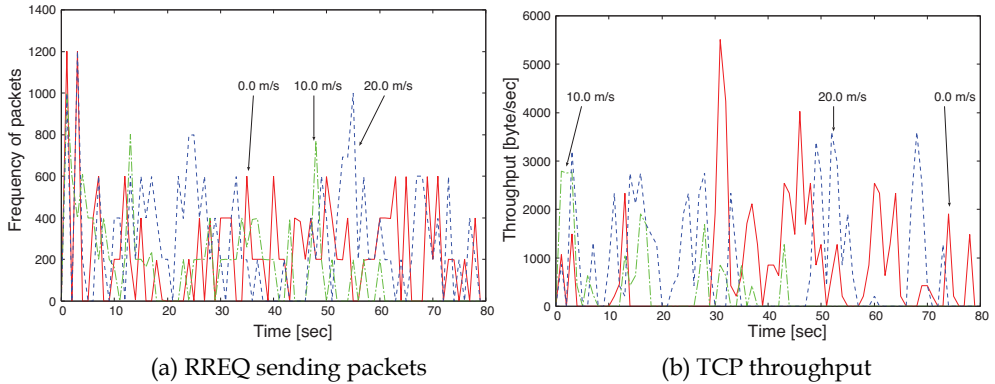 1400
1200
1000
800
600
400
200
0
Frequency of packets
0.0 m/s
10.0 m/s
20.0 m/s
0 10 20 30 40 50 60 70 80
Time [sec]
(a) RREQ sending packets
6000
5000
4000
3000
2000
1000
0
Throughput [byte/sec]
10.0 m/s
20.0 m/s
0.0 m/s
0 10 20 30 40 50 60 70 80
Time [sec]
(b) TCP throughput